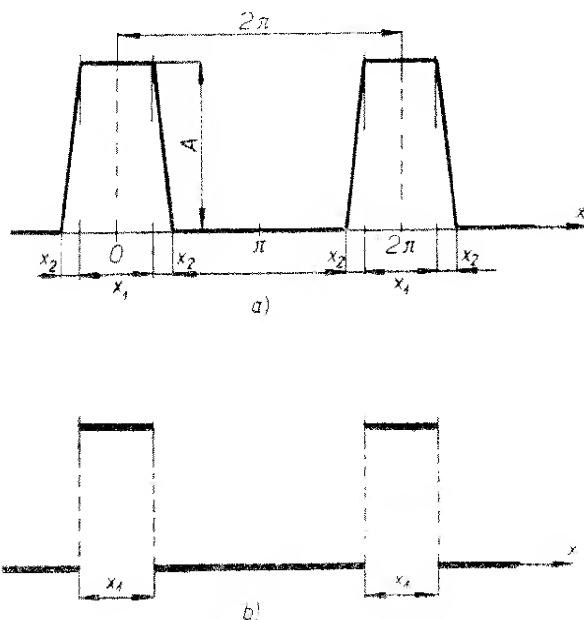 2π
A
x
x₂ 0 x₂ π x₂ 2π x₂
x₁ x₁
a)
x
x₁ x₁
b)